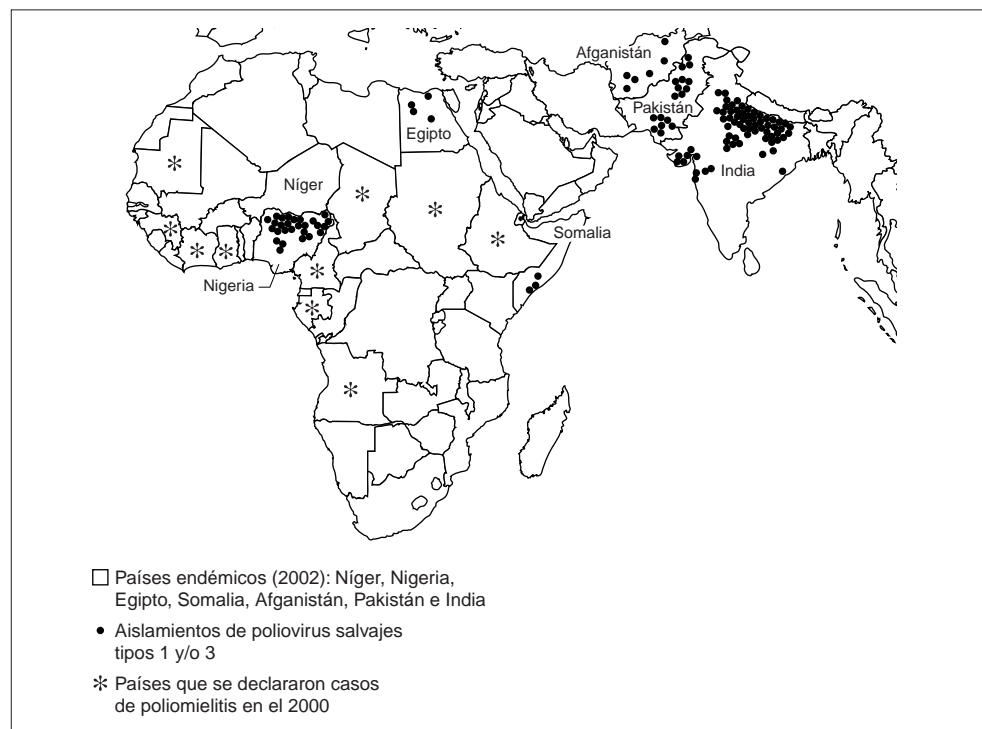 Afganistán
Pakistán
Egipto
India
Níger
Somalia
Nigeria
Países endémicos (2002): Níger, Nigeria,
Egipto, Somalia, Afganistán, Pakistán e India
Aislamientos de poliovirus salvajes
tipos 1 y/o 3
Países que se declararon casos
de poliomielitis en el 2000